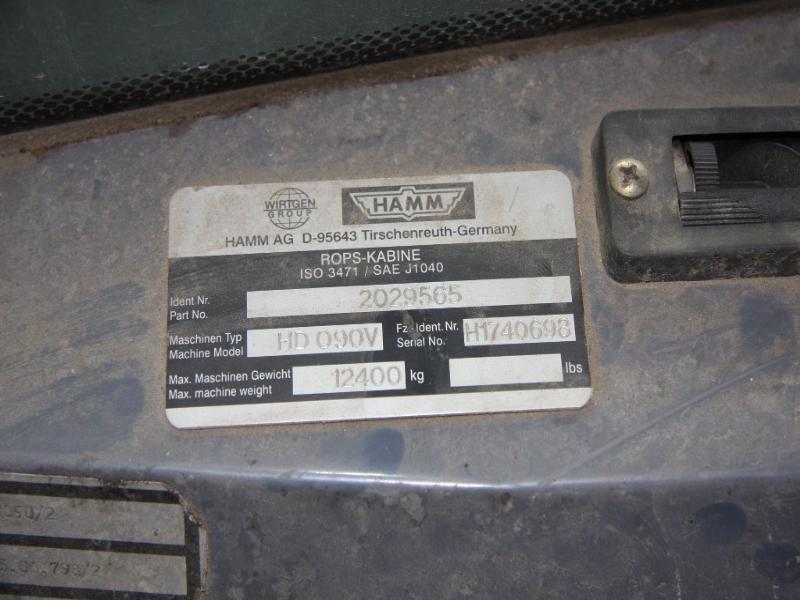 WIRTGEN
GROUP
HAMM
HAMM AG D-95643 Tirschenreuth-Germany
ROPS-KABINE
ISO 3471 / SAE J1040
Ident Nr. 2029565
Part No.
Maschinen Typ HD 090V Fz.-Ident. Nr. H1740698
Machine Model Serial No.
Max. Maschinen Gewicht 12400 kg lbs
Max. machine weight